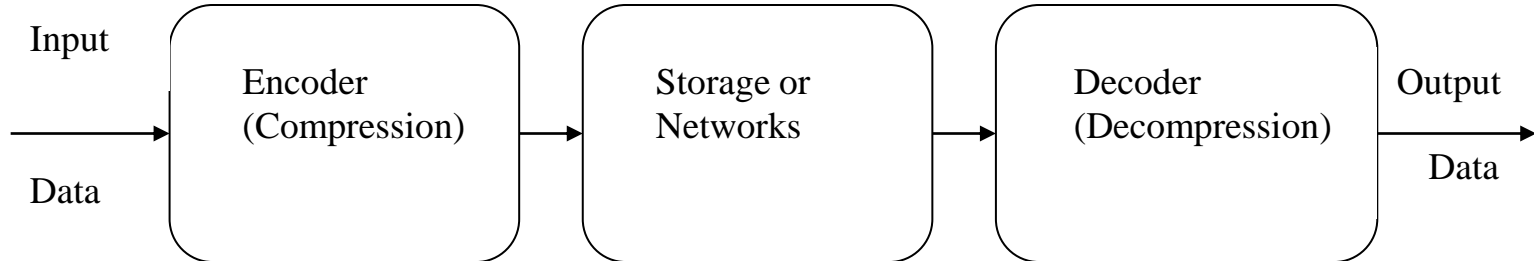 Input
Data
Encoder
(Compression)
Storage or
Networks
Decoder
(Decompression)
Output
Data